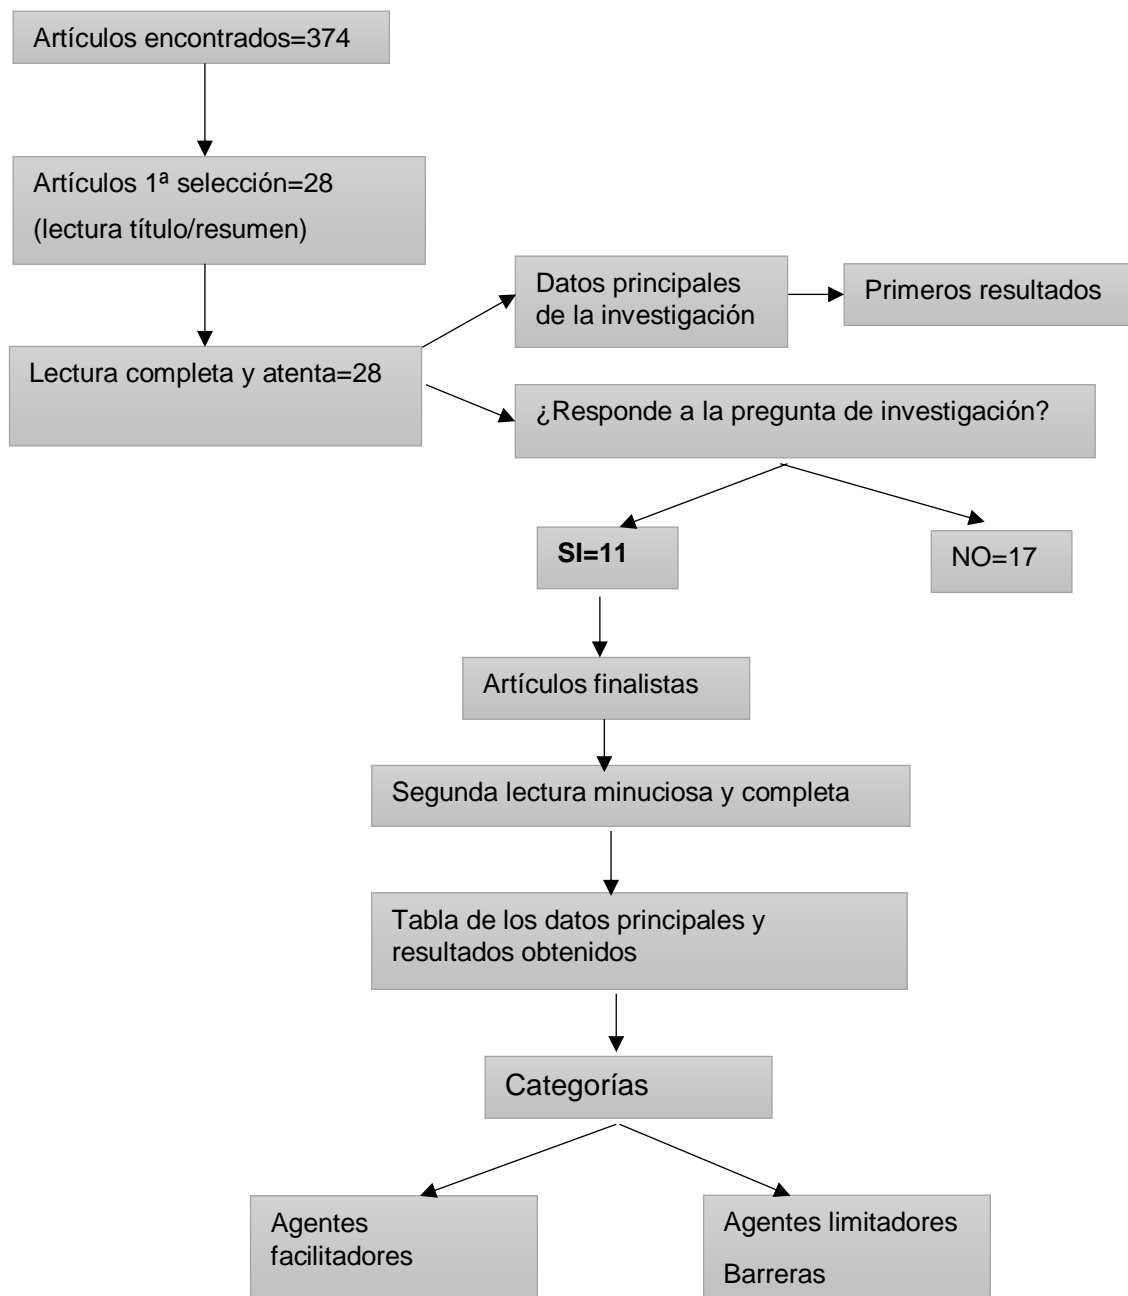 Artículos encontrados=374
Artículos 1ª selección=28
(lectura título/resumen)
Lectura completa y atenta=28
Datos principales
de la investigación
Primeros resultados
¿Responde a la pregunta de investigación?
SI=11
NO=17
Artículos finalistas
Segunda lectura minuciosa y completa
Tabla de los datos principales y
resultados obtenidos
Categorías
Agentes
facilitadores
Agentes limitadores
Barreras